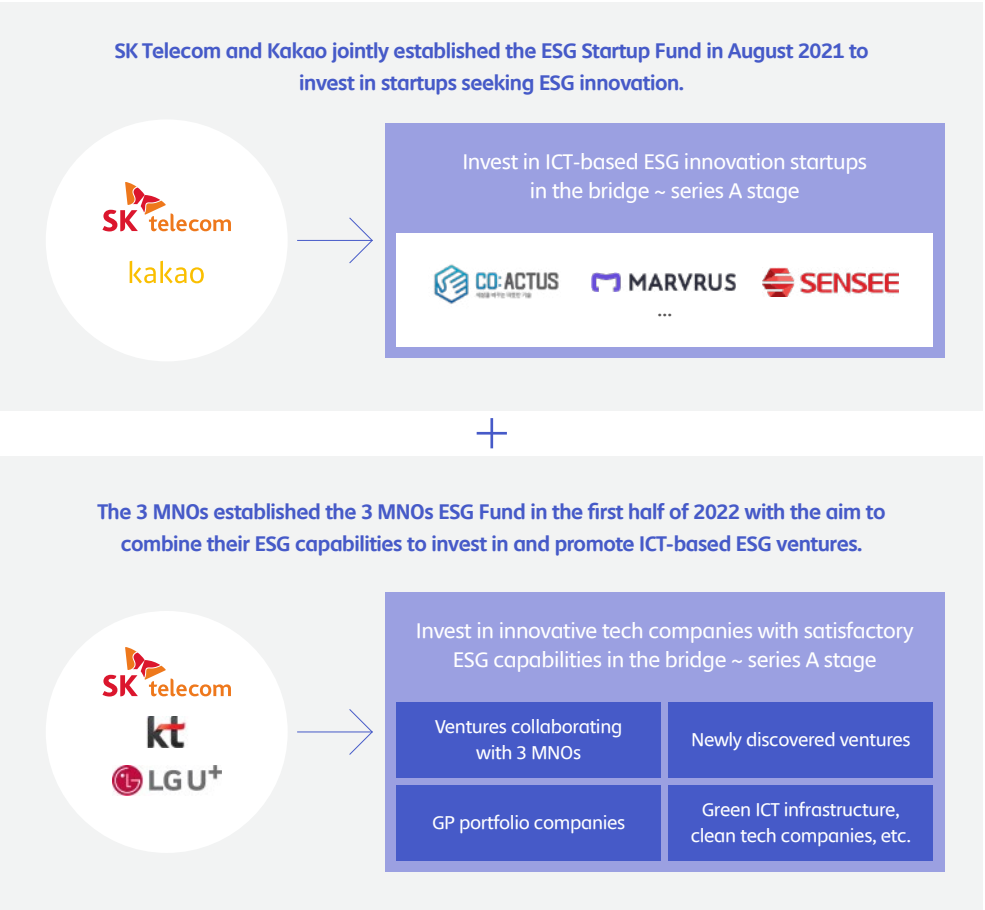 SK Telecom and Kakao jointly established the ESG Startup Fund in August 2021 to
invest in startups seeking ESG innovation.
SK telecom
kakao
Invest in ICT-based ESG innovation startups
in the bridge ~ series A stage
CO:ACTUS
MARVRUS
SENSEE
...
+
The 3 MNOs established the 3 MNOs ESG Fund in the first half of 2022 with the aim to
combine their ESG capabilities to invest in and promote ICT-based ESG ventures.
SK telecom
kt
LG U+
Invest in innovative tech companies with satisfactory
ESG capabilities in the bridge ~ series A stage
Ventures collaborating
with 3 MNOs
Newly discovered ventures
GP portfolio companies
Green ICT infrastructure,
clean tech companies, etc.